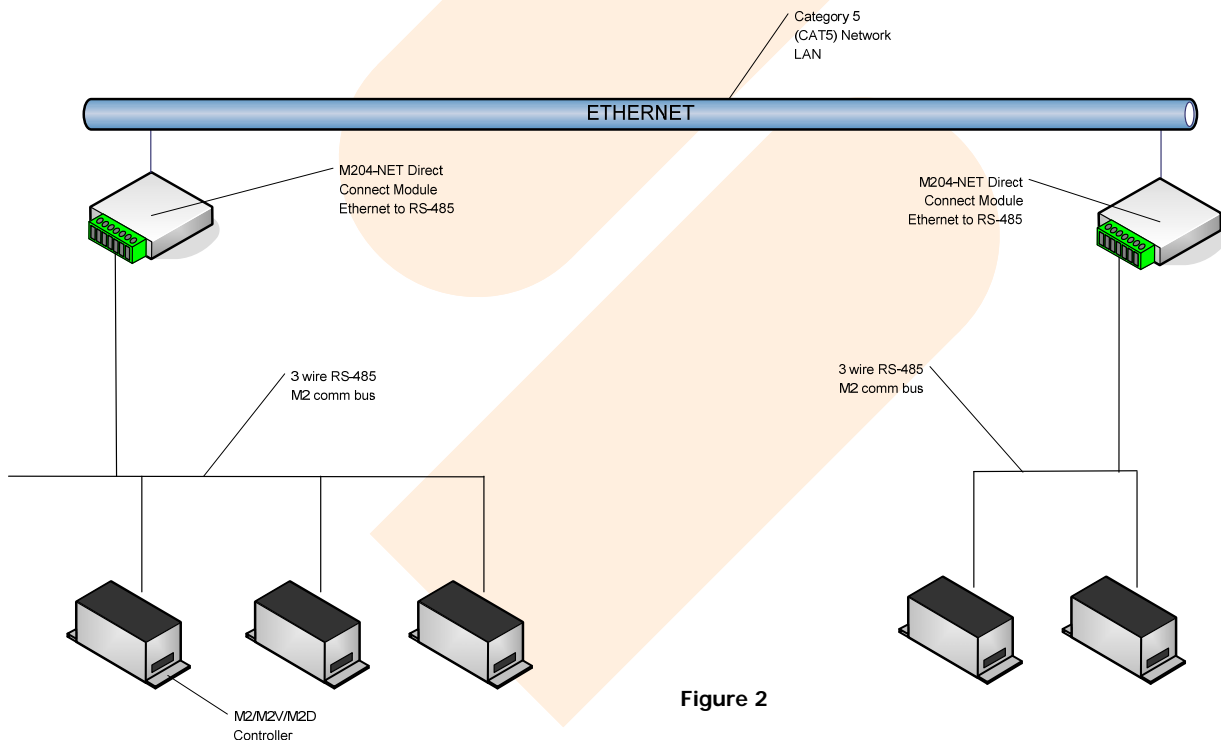 Category 5
(CAT5) Network
LAN
ETHERNET
M204-NET Direct
Connect Module
Ethernet to RS-485
M204-NET Direct
Connect Module
Ethernet to RS-485
3 wire RS-485
M2 comm bus
3 wire RS-485
M2 comm bus
Figure 2
M2/M2V/M2D
Controller